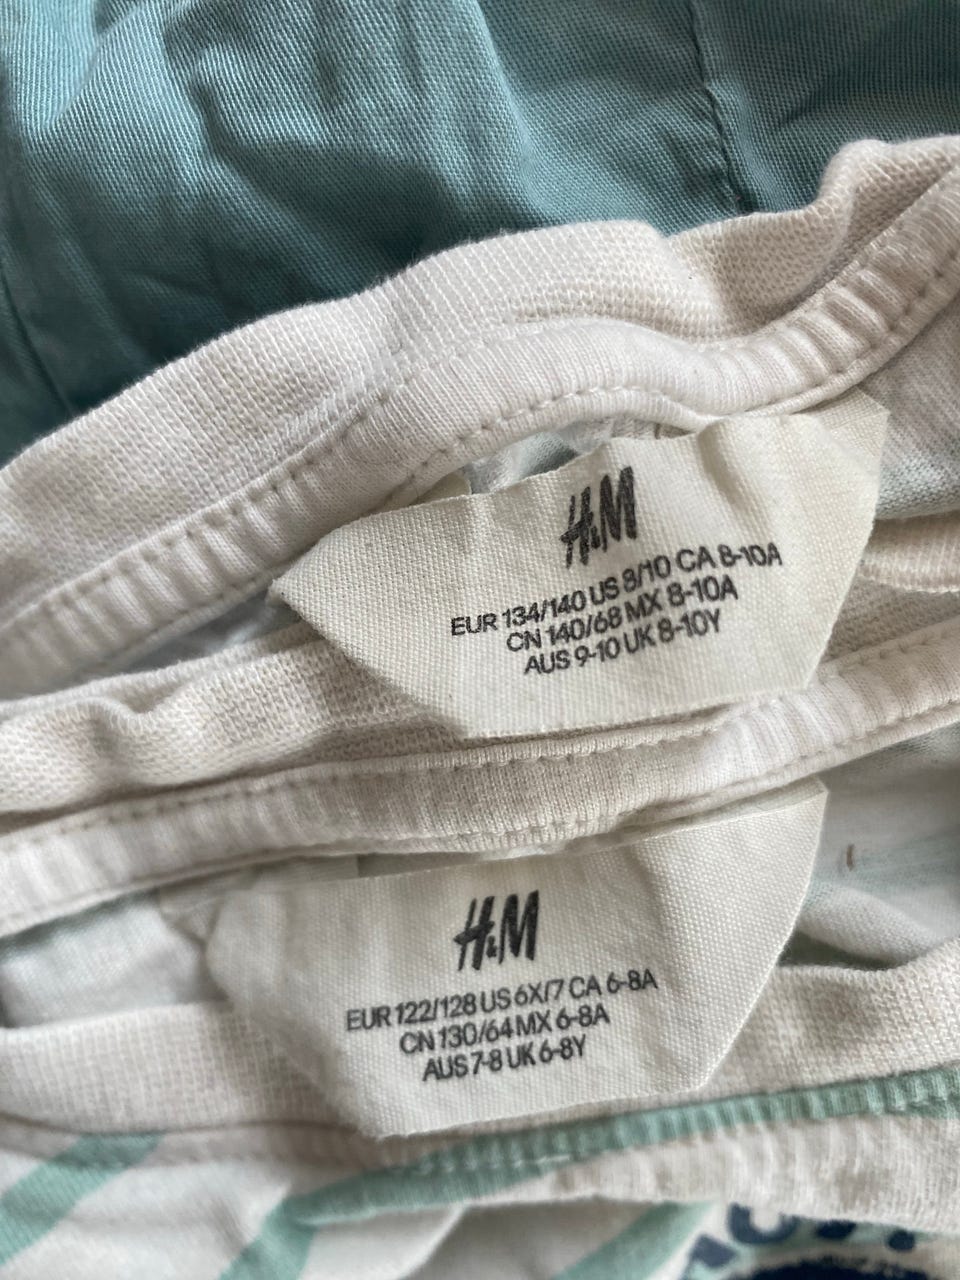 H&M
EUR 134/140 US 8/10 CA 8-10A
CN 140/68 MX 8-10A
AUS 9-10 UK 8-10Y
H&M
EUR 122/128 US 6X/7 CA 6-8A
CN 130/64 MX 6-8A
AUS 7-8 UK 6-8Y